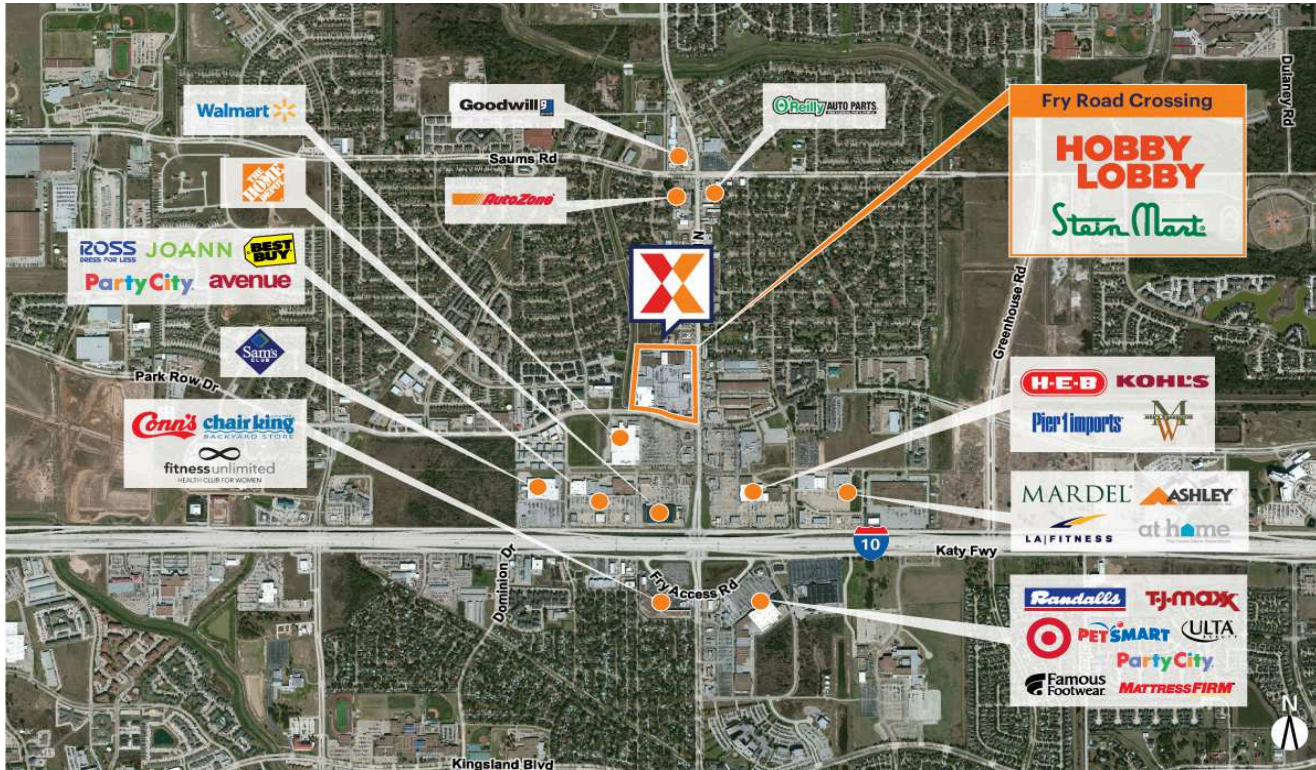 Walmart
Goodwill
O'Reilly AUTO PARTS
Dulaney Rd
Fry Road Crossing
HOBBY
LOBBY
Stein Mart
Saums Rd
THE
HOME
DEPOT
AutoZone
N
ROSS
DRESS FOR LESS
JOANN
BEST
BUY
Party City
avenue
Greenhouse Rd
Sam's
CLUB
Park Row Dr
H-E-B
KOHL'S
Pier 1 imports
Conn's
chair king
BACKYARD STORE
fitness unlimited
HEALTH CLUB FOR WOMEN
MARDEL
ASHLEY
LA|FITNESS
at home
10
Katy Fwy
Dominion Dr
Fry Access Rd
Randalls
T·J·maxx
PETSMART
ULTA
BEAUTY
Party City
Famous
Footwear
MATTRESS FIRM
N
Kingsland Blvd